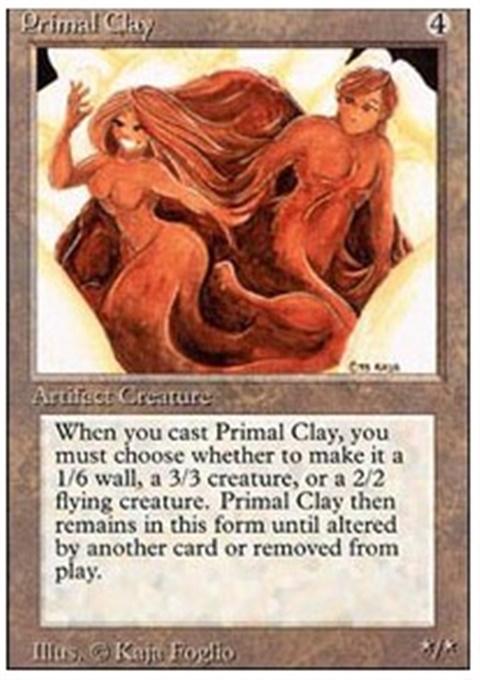 Primal Clay 4
©'93 KAJA
Artifact Creature
When you cast Primal Clay, you
must choose whether to make it a
1/6 wall, a 3/3 creature, or a 2/2
flying creature. Primal Clay then
remains in this form until altered
by another card or removed from
play.
Illus. © Kaja Foglio */*